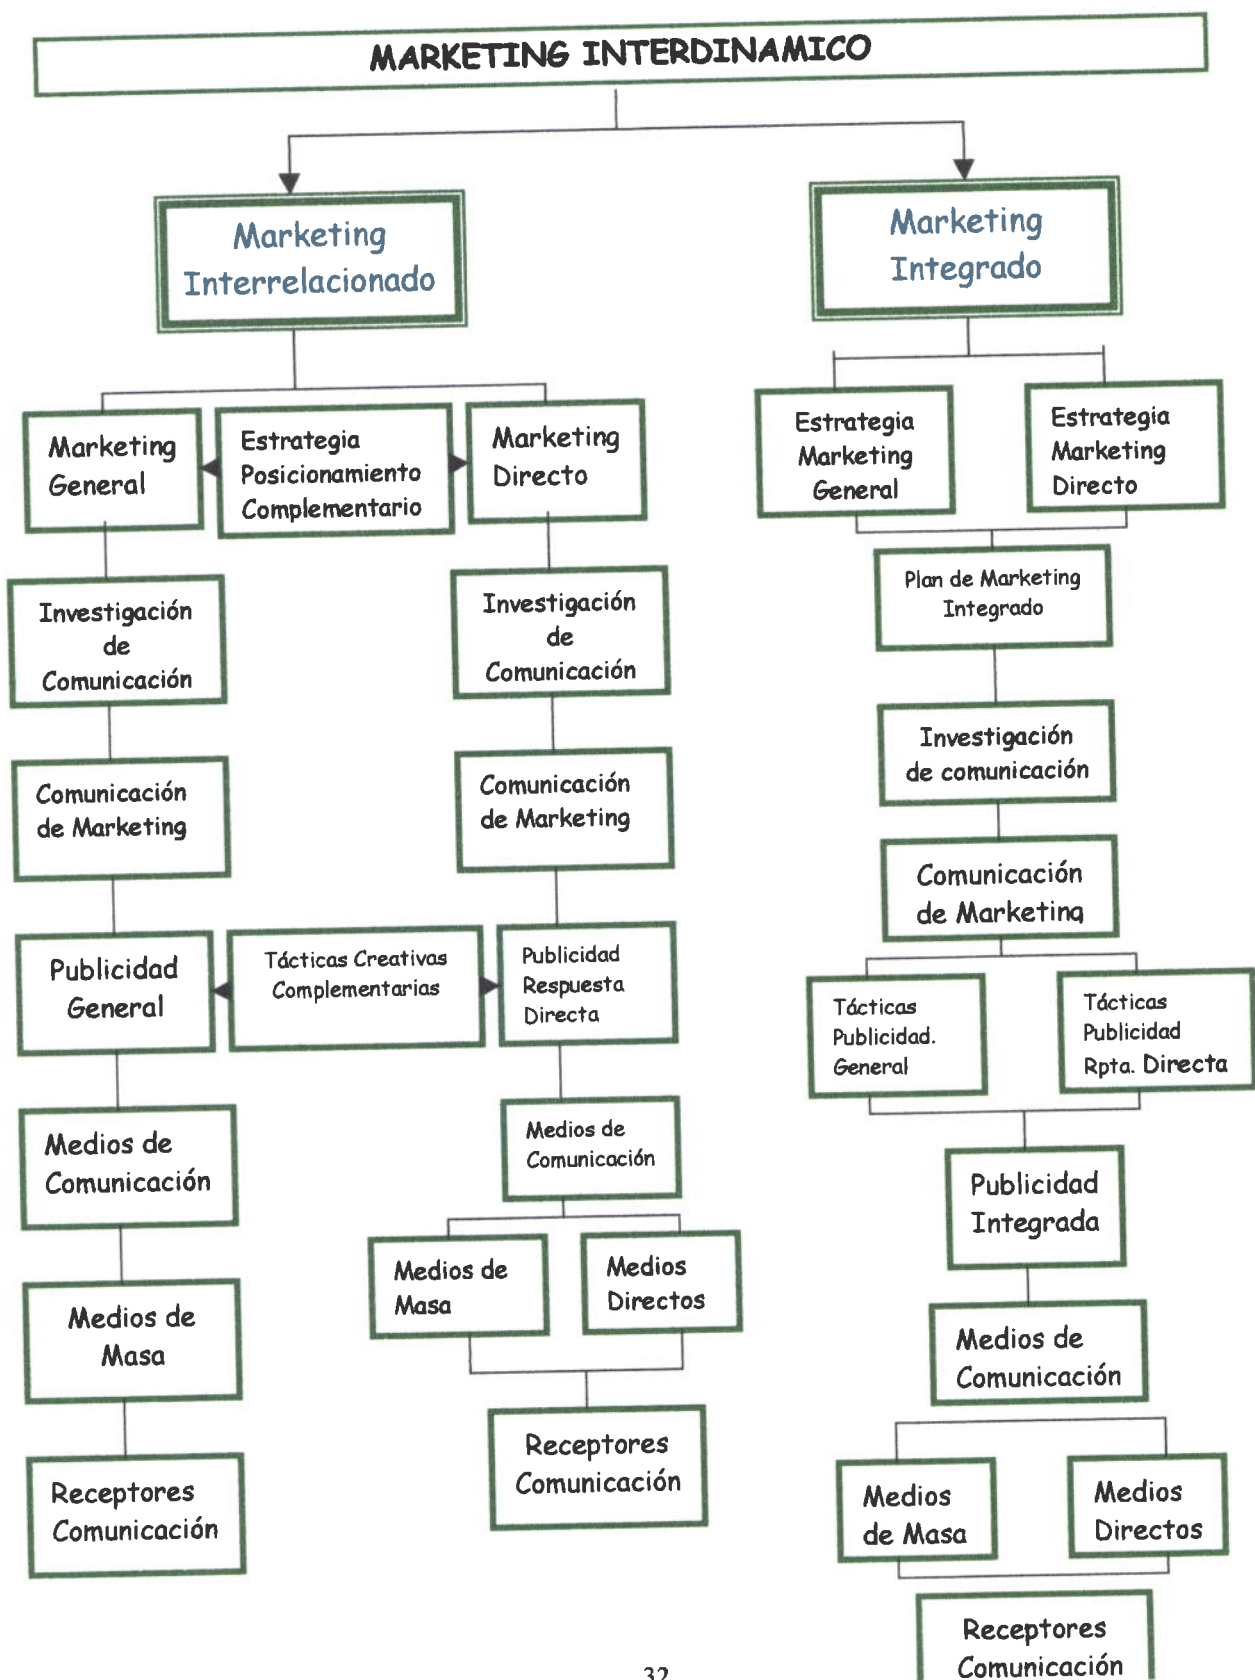 MARKETING INTERDINAMICO
Marketing
Interrelacionado
Marketing
Integrado
Marketing
General
Estrategia
Posicionamiento
Complementario
Marketing
Directo
Estrategia
Marketing
General
Estrategia
Marketing
Directo
Plan de Marketing
Integrado
Investigación
de
Comunicación
Investigación
de
Comunicación
Investigación
de comunicación
Comunicación
de Marketing
Comunicación
de Marketing
Comunicación
de Marketing
Publicidad
General
Tácticas Creativas
Complementarias
Publicidad
Respuesta
Directa
Tácticas
Publicidad.
General
Tácticas
Publicidad
Rpta. Directa
Medios de
Comunicación
Medios de
Comunicación
Publicidad
Integrada
Medios de
Masa
Medios de
Masa
Medios
Directos
Medios de
Comunicación
Receptores
Comunicación
Receptores
Comunicación
Medios
de Masa
Medios
Directos
Receptores
Comunicación
32